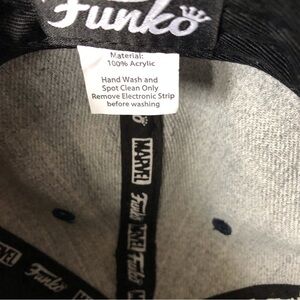 Funko
Material:
100% Acrylic
Hand Wash and
Spot Clean Only
Remove Electronic Strip
before washing
MARVEL
Funko
MARVEL
Funko
MARVEL